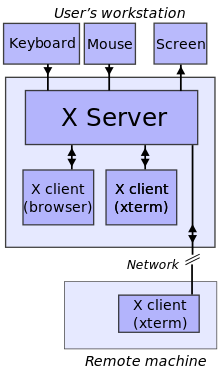 User's workstation
Keyboard
Mouse
Screen
X Server
X client
(browser)
X client
(xterm)
Network
X client
(xterm)
Remote machine